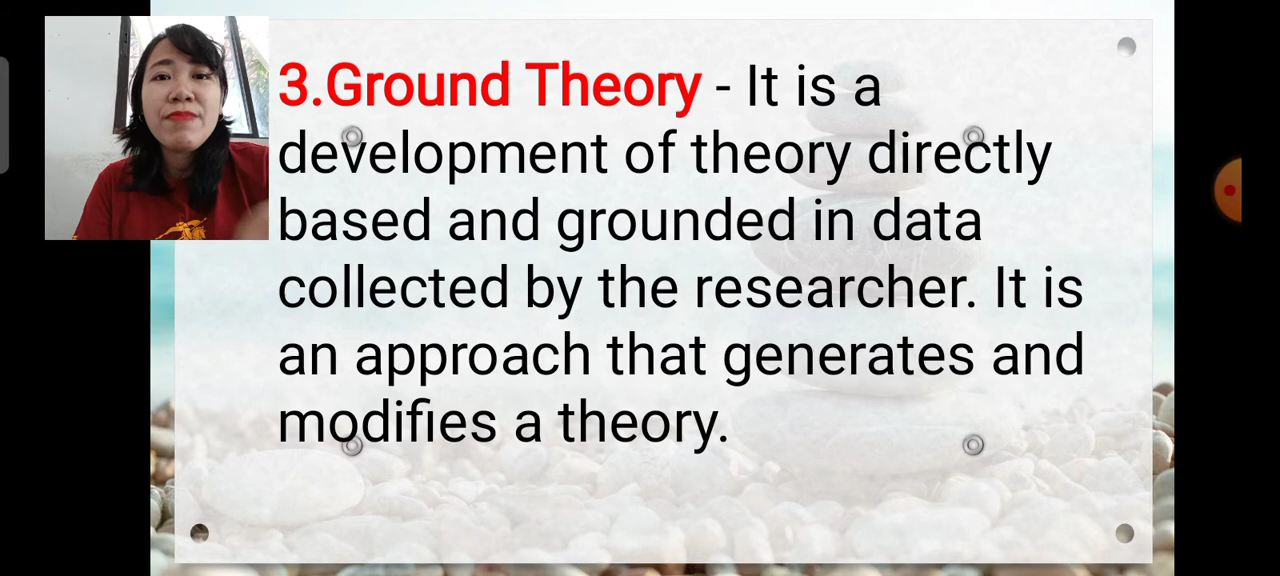 3.Ground Theory - It is a
development of theory directly
based and grounded in data
collected by the researcher. It is
an approach that generates and
modifies a theory.